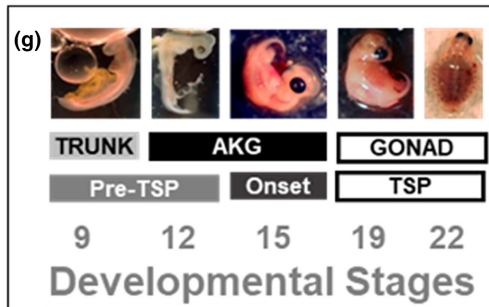 (g)
TRUNK AKG GONAD
Pre-TSP Onset TSP
9 12 15 19 22
Developmental Stages